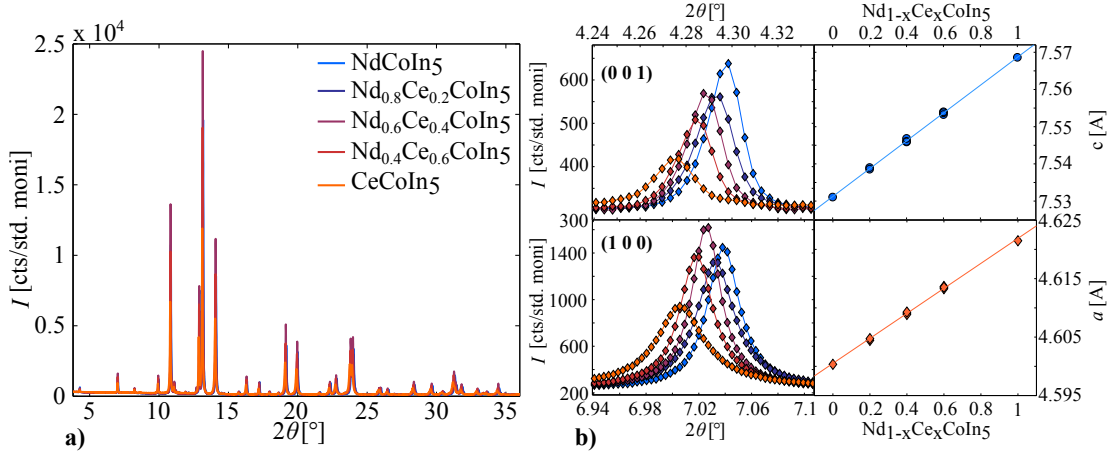 x 10⁴
2.5
2
1.5
1
0.5
0
I [cts/std. moni]
NdCoIn5
Nd0.8Ce0.2CoIn5
Nd0.6Ce0.4CoIn5
Nd0.4Ce0.6CoIn5
CeCoIn5
5 10 15 20 25 30 35
2θ[°]
a)
2θ[°]
4.24 4.26 4.28 4.30 4.32
Nd1-xCexCoIn5
0 0.2 0.4 0.6 0.8 1
(0 0 1)
600
500
400
300
I [cts/std. moni]
7.57
7.55
7.54
7.53
c [A]
(1 0 0)
1400
1000
600
200
I [cts/std. moni]
4.625
4.615
4.605
4.595
a [A]
6.94 6.98 7.02 7.06 7.1
2θ[°]
0 0.2 0.4 0.6 0.8 1
Nd1-xCexCoIn5
b)